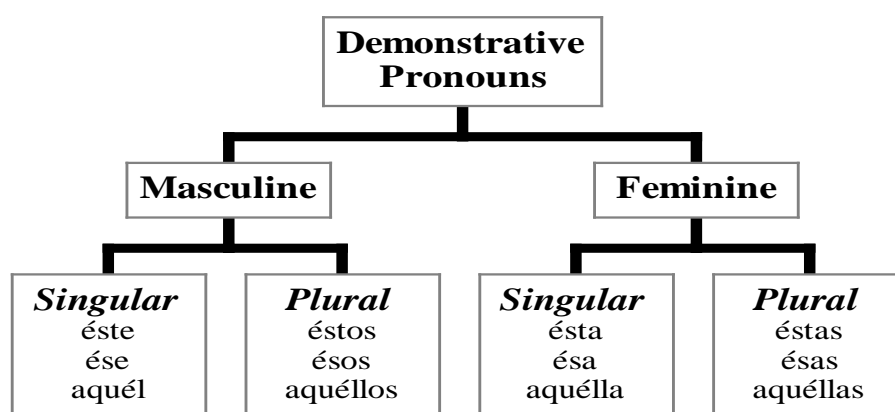 Demonstrative
Pronouns
Masculine
Feminine
Singular
éste
ése
aquél
Plural
éstos
ésos
aquéllos
Singular
ésta
ésa
aquélla
Plural
éstas
ésas
aquéllas